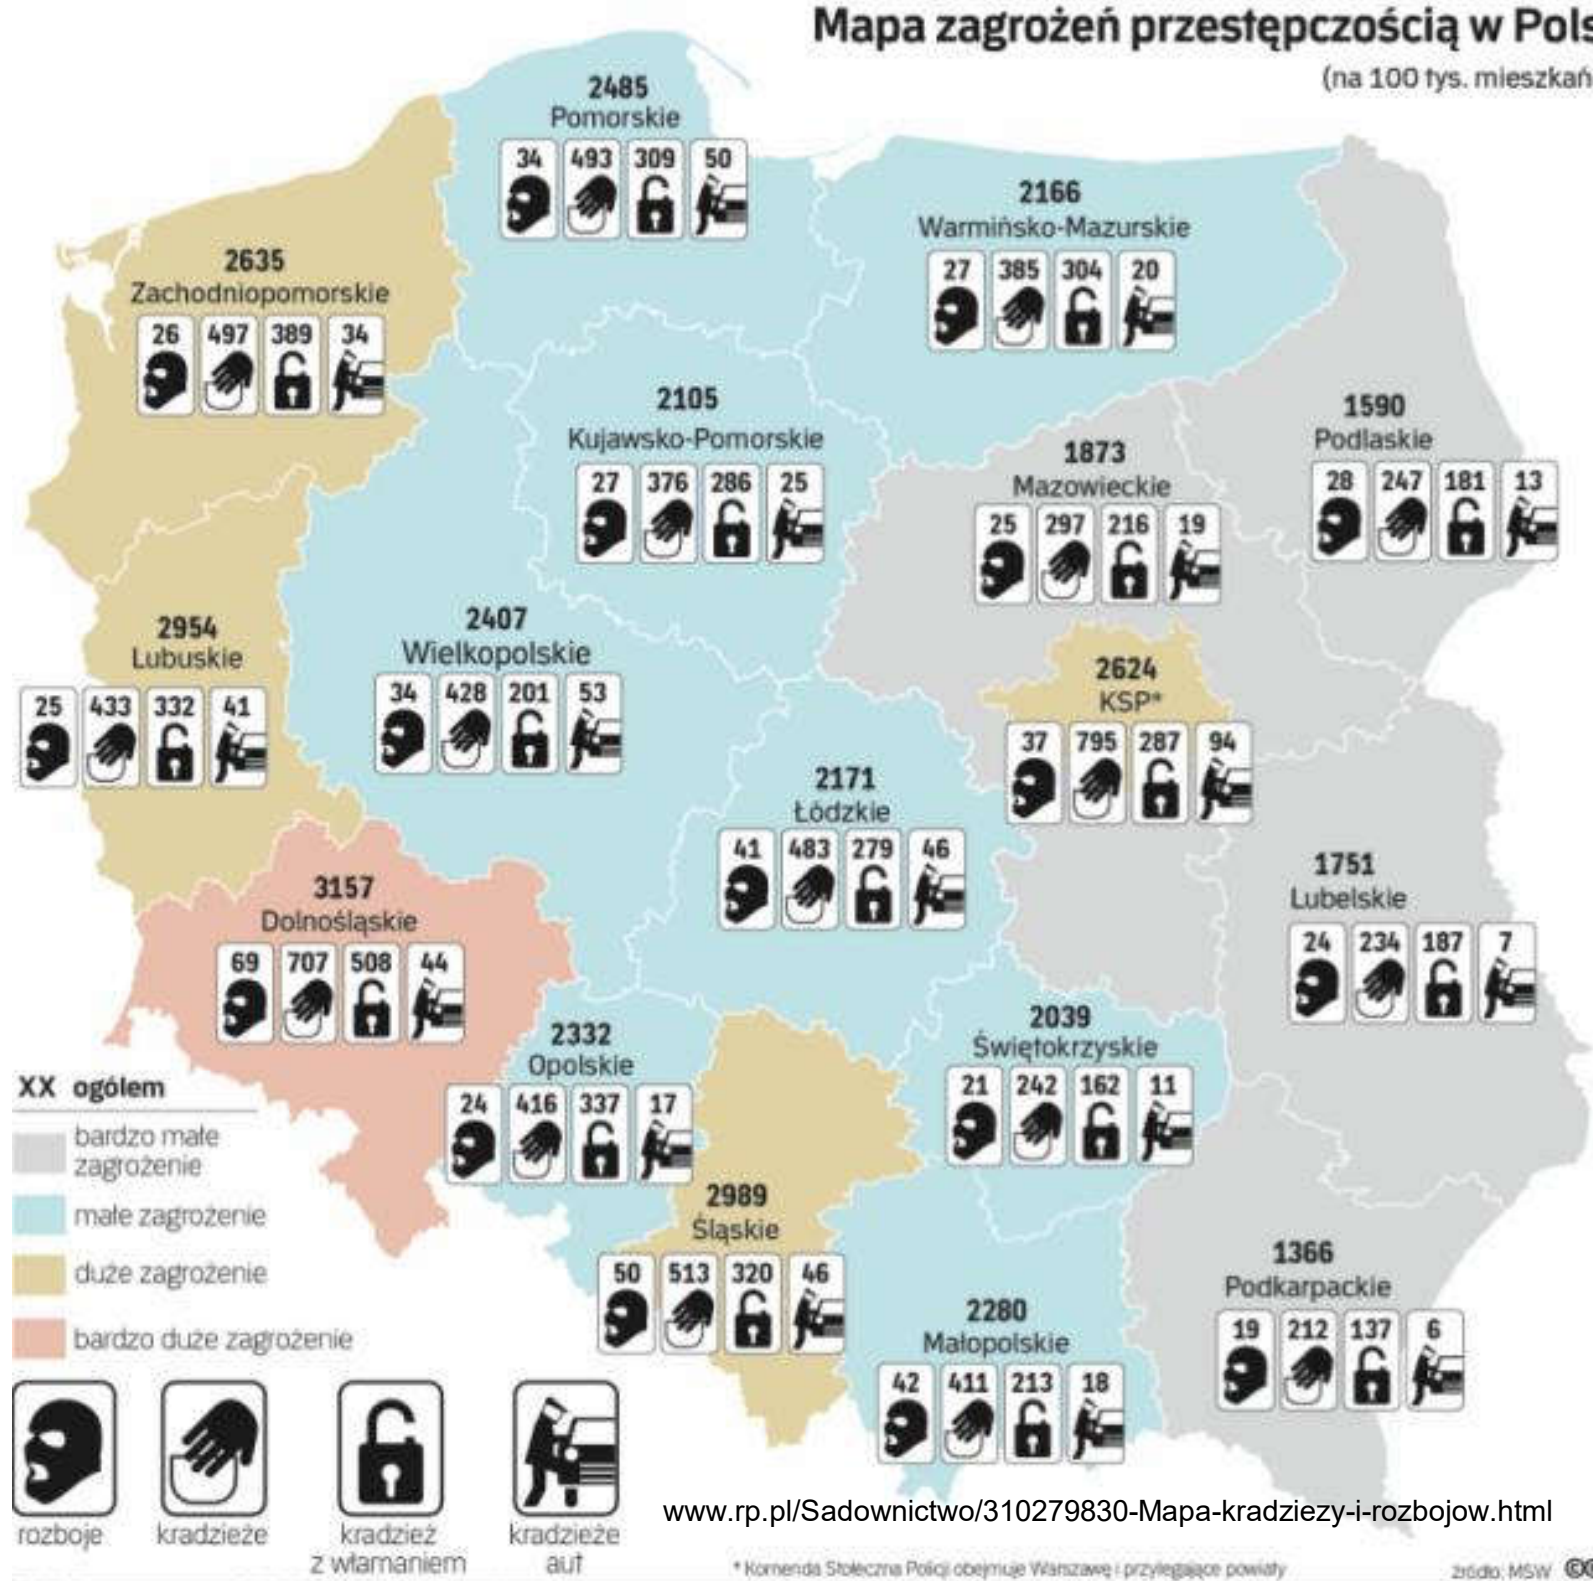 Mapa zagrożeń przestępczością w Pols
(na 100 tys. mieszkań
2485
Pomorskie
34 493 309 50
2166
Warmińsko-Mazurskie
27 385 304 20
2635
Zachodniopomorskie
26 497 389 34
2105
Kujawsko-Pomorskie
27 376 286 25
1590
Podlaskie
28 247 181 13
1873
Mazowieckie
25 297 216 19
2954
Lubuskie
25 433 332 41
2407
Wielkopolskie
34 428 201 53
2624
KSP*
37 795 287 94
2171
Łódzkie
41 483 279 46
3157
Dolnośląskie
69 707 508 44
1751
Lubelskie
24 234 187 7
2332
Opolskie
24 416 337 17
2039
Świętokrzyskie
21 242 162 11
2989
Śląskie
50 513 320 46
2280
Małopolskie
42 411 213 18
1366
Podkarpackie
19 212 137 6
XX ogółem
bardzo małe
zagrożenie
małe zagrożenie
duże zagrożenie
bardzo duże zagrożenie
rozboje
kradzieże
kradzież
z włamaniem
kradzieże
aut
www.rp.pl/Sadownictwo/310279830-Mapa-kradziezy-i-rozbojow.html
* Komenda Stołeczna Policji obejmuje Warszawę i przylegające powiaty
źródło: MSW